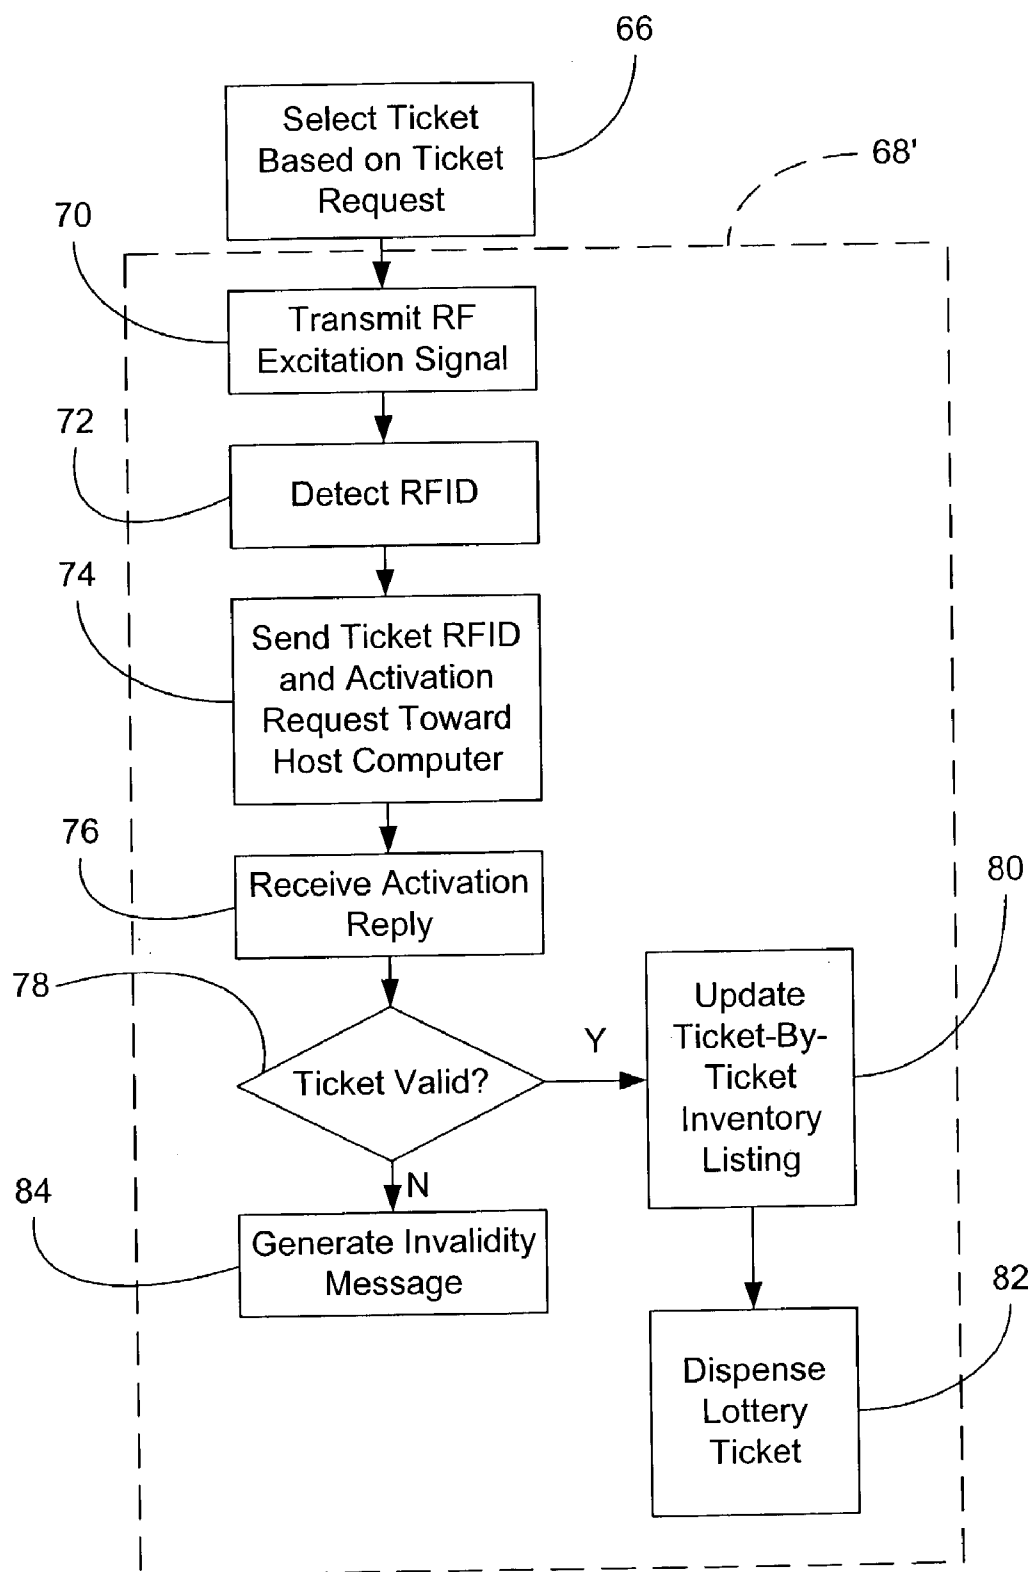 66
Select Ticket
Based on Ticket
Request
68'
70
Transmit RF
Excitation Signal
72
Detect RFID
74
Send Ticket RFID
and Activation
Request Toward
Host Computer
76
Receive Activation
Reply
80
78
Ticket Valid?
Y
Update
Ticket-By-
Ticket
Inventory
Listing
N
84
Generate Invalidity
Message
82
Dispense
Lottery
Ticket